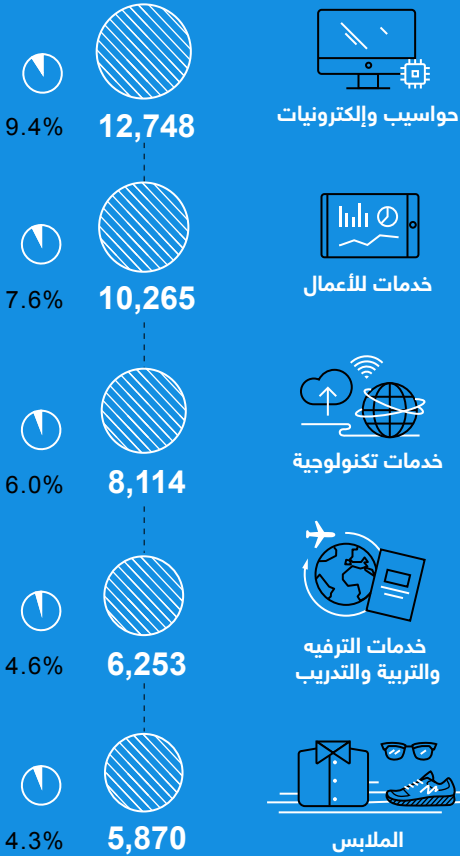 حواسيب وإلكترونيات
12,748
9.4%
خدمات للأعمال
10,265
7.6%
خدمات تكنولوجية
8,114
6.0%
خدمات الترفيه
والتربية والتدريب
6,253
4.6%
الملابس
5,870
4.3%